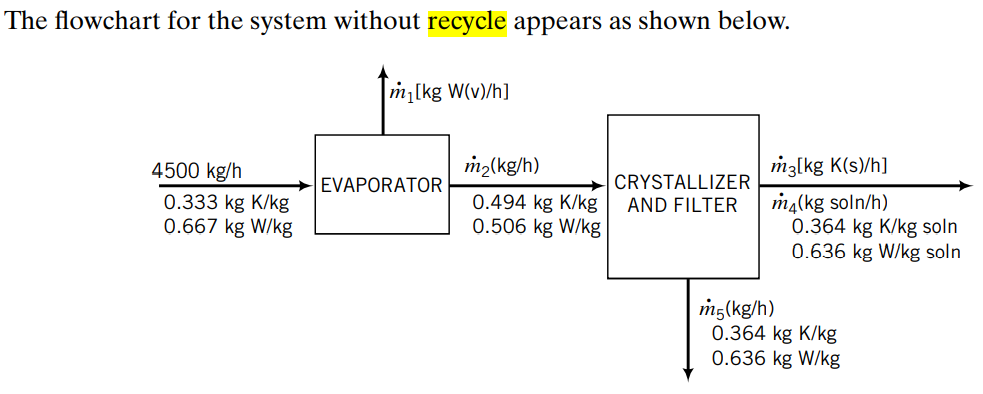 The flowchart for the system without recycle appears as shown below.
ṁ₁[kg W(v)/h]
4500 kg/h
0.333 kg K/kg
0.667 kg W/kg
EVAPORATOR
ṁ₂(kg/h)
0.494 kg K/kg
0.506 kg W/kg
CRYSTALLIZER
AND FILTER
ṁ₃[kg K(s)/h]
ṁ₄(kg soln/h)
0.364 kg K/kg soln
0.636 kg W/kg soln
ṁ₅(kg/h)
0.364 kg K/kg
0.636 kg W/kg